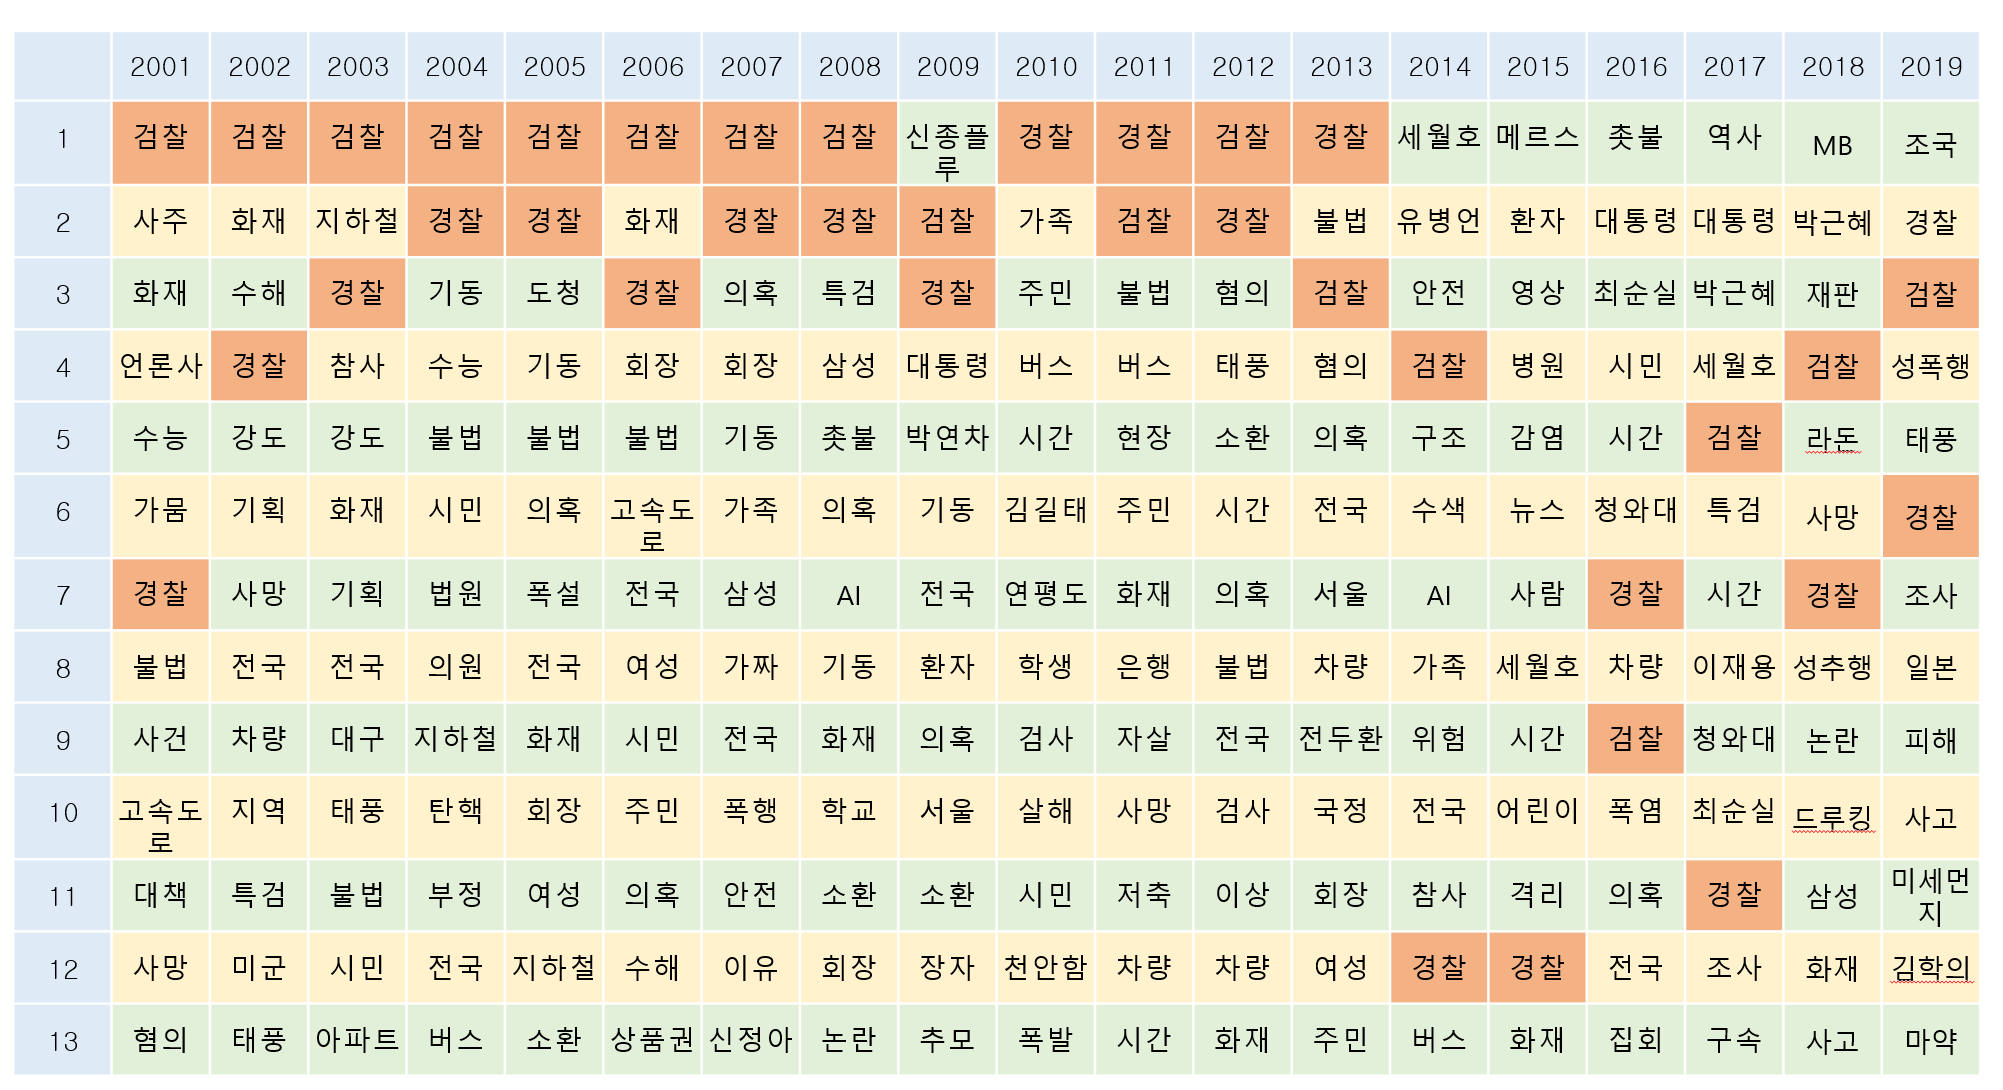 2001 2002 2003 2004 2005 2006 2007 2008 2009 2010 2011 2012 2013 2014 2015 2016 2017 2018 2019
1 검찰 검찰 검찰 검찰 검찰 검찰 검찰 검찰 신종플루 경찰 경찰 검찰 경찰 세월호 메르스 촛불 역사 MB 조국
2 사주 화재 지하철 경찰 경찰 화재 경찰 경찰 검찰 가족 검찰 경찰 불법 유병언 환자 대통령 대통령 박근혜 경찰
3 화재 수해 경찰 기동 도청 경찰 의혹 특검 경찰 주민 불법 혐의 검찰 안전 영상 최순실 박근혜 재판 검찰
4 언론사 경찰 참사 수능 기동 회장 회장 삼성 대통령 버스 버스 태풍 혐의 검찰 병원 시민 세월호 검찰 성폭행
5 수능 강도 강도 불법 불법 불법 기동 촛불 박연차 시간 현장 소환 의혹 구조 감염 시간 검찰 라돈 태풍
6 가뭄 기획 화재 시민 의혹 고속도로 가족 의혹 기동 김길태 주민 시간 전국 수색 뉴스 청와대 특검 사망 경찰
7 경찰 사망 기획 법원 폭설 전국 삼성 AI 전국 연평도 화재 의혹 서울 AI 사람 경찰 시간 경찰 조사
8 불법 전국 전국 의원 전국 여성 가짜 기동 환자 학생 은행 불법 차량 가족 세월호 차량 이재용 성추행 일본
9 사건 차량 대구 지하철 화재 시민 전국 화재 의혹 검사 자살 전국 전두환 위험 시간 검찰 청와대 논란 피해
10 고속도로 지역 태풍 탄핵 회장 주민 폭행 학교 서울 살해 사망 검사 국정 전국 어린이 폭염 최순실 드루킹 사고
11 대책 특검 불법 부정 여성 의혹 안전 소환 소환 시민 저축 이상 회장 참사 격리 의혹 경찰 삼성 미세먼지
12 사망 미군 시민 전국 지하철 수해 이유 회장 장자 천안함 차량 차량 여성 경찰 경찰 전국 조사 화재 김학의
13 혐의 태풍 아파트 버스 소환 상품권 신정아 논란 추모 폭발 시간 화재 주민 버스 화재 집회 구속 사고 마약